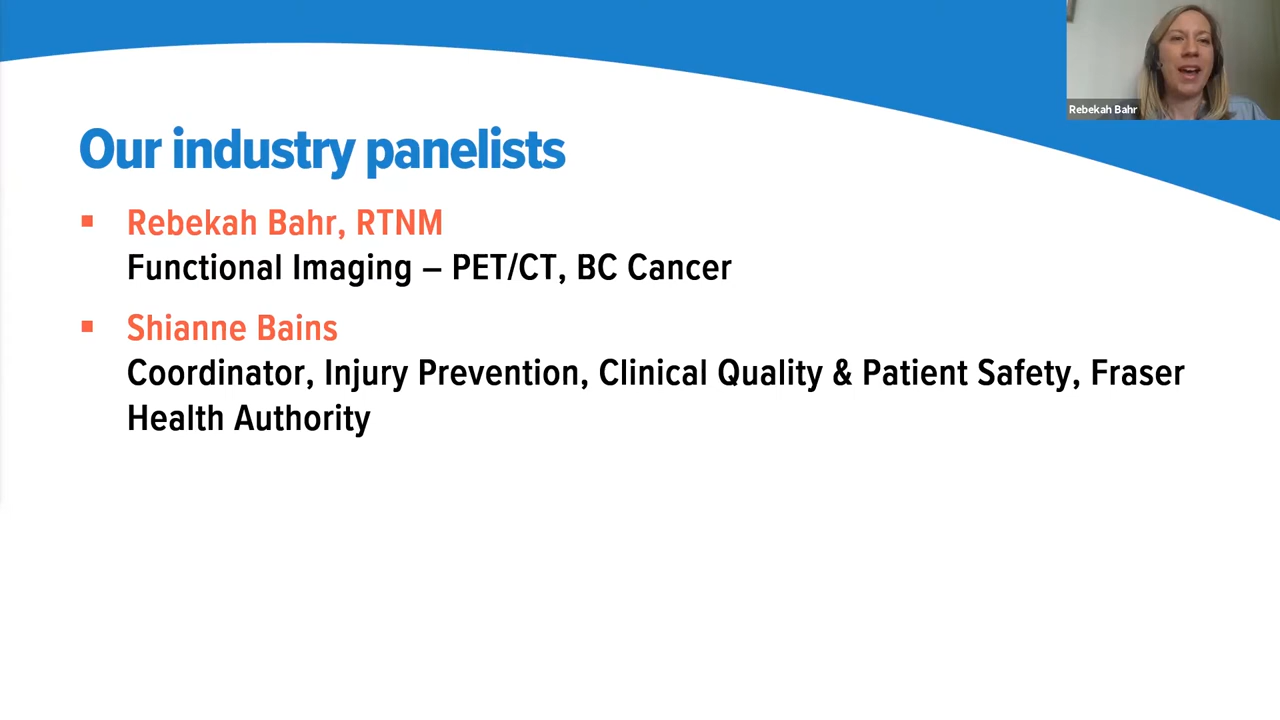 Rebekah Bahr
Our industry panelists
▪ Rebekah Bahr, RTNM
Functional Imaging – PET/CT, BC Cancer
▪ Shianne Bains
Coordinator, Injury Prevention, Clinical Quality & Patient Safety, Fraser
Health Authority